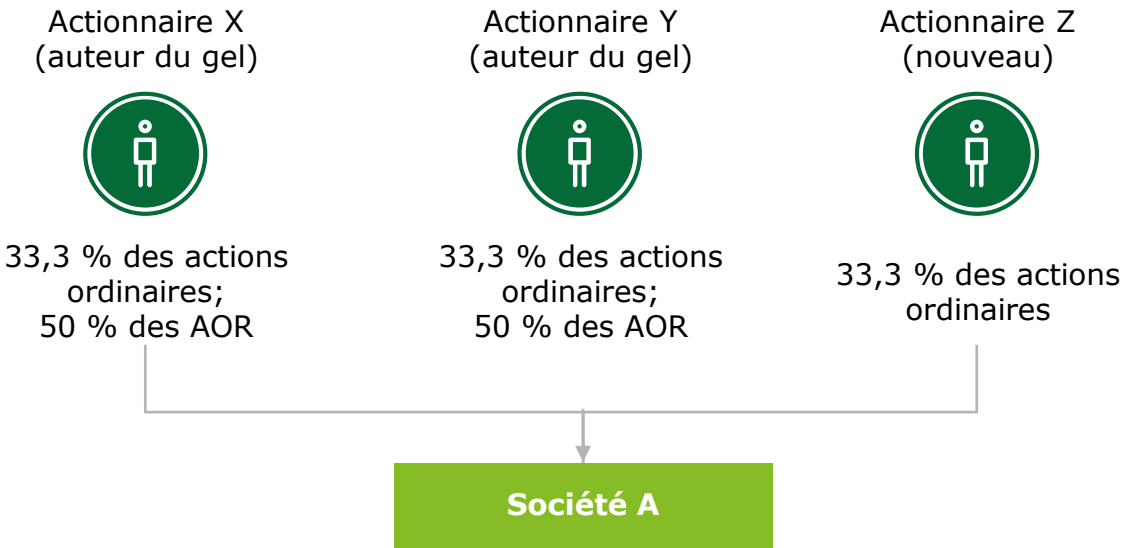 Actionnaire X
(auteur du gel)
Actionnaire Y
(auteur du gel)
Actionnaire Z
(nouveau)
33,3 % des actions
ordinaires;
50 % des AOR
33,3 % des actions
ordinaires;
50 % des AOR
33,3 % des actions
ordinaires
Société A